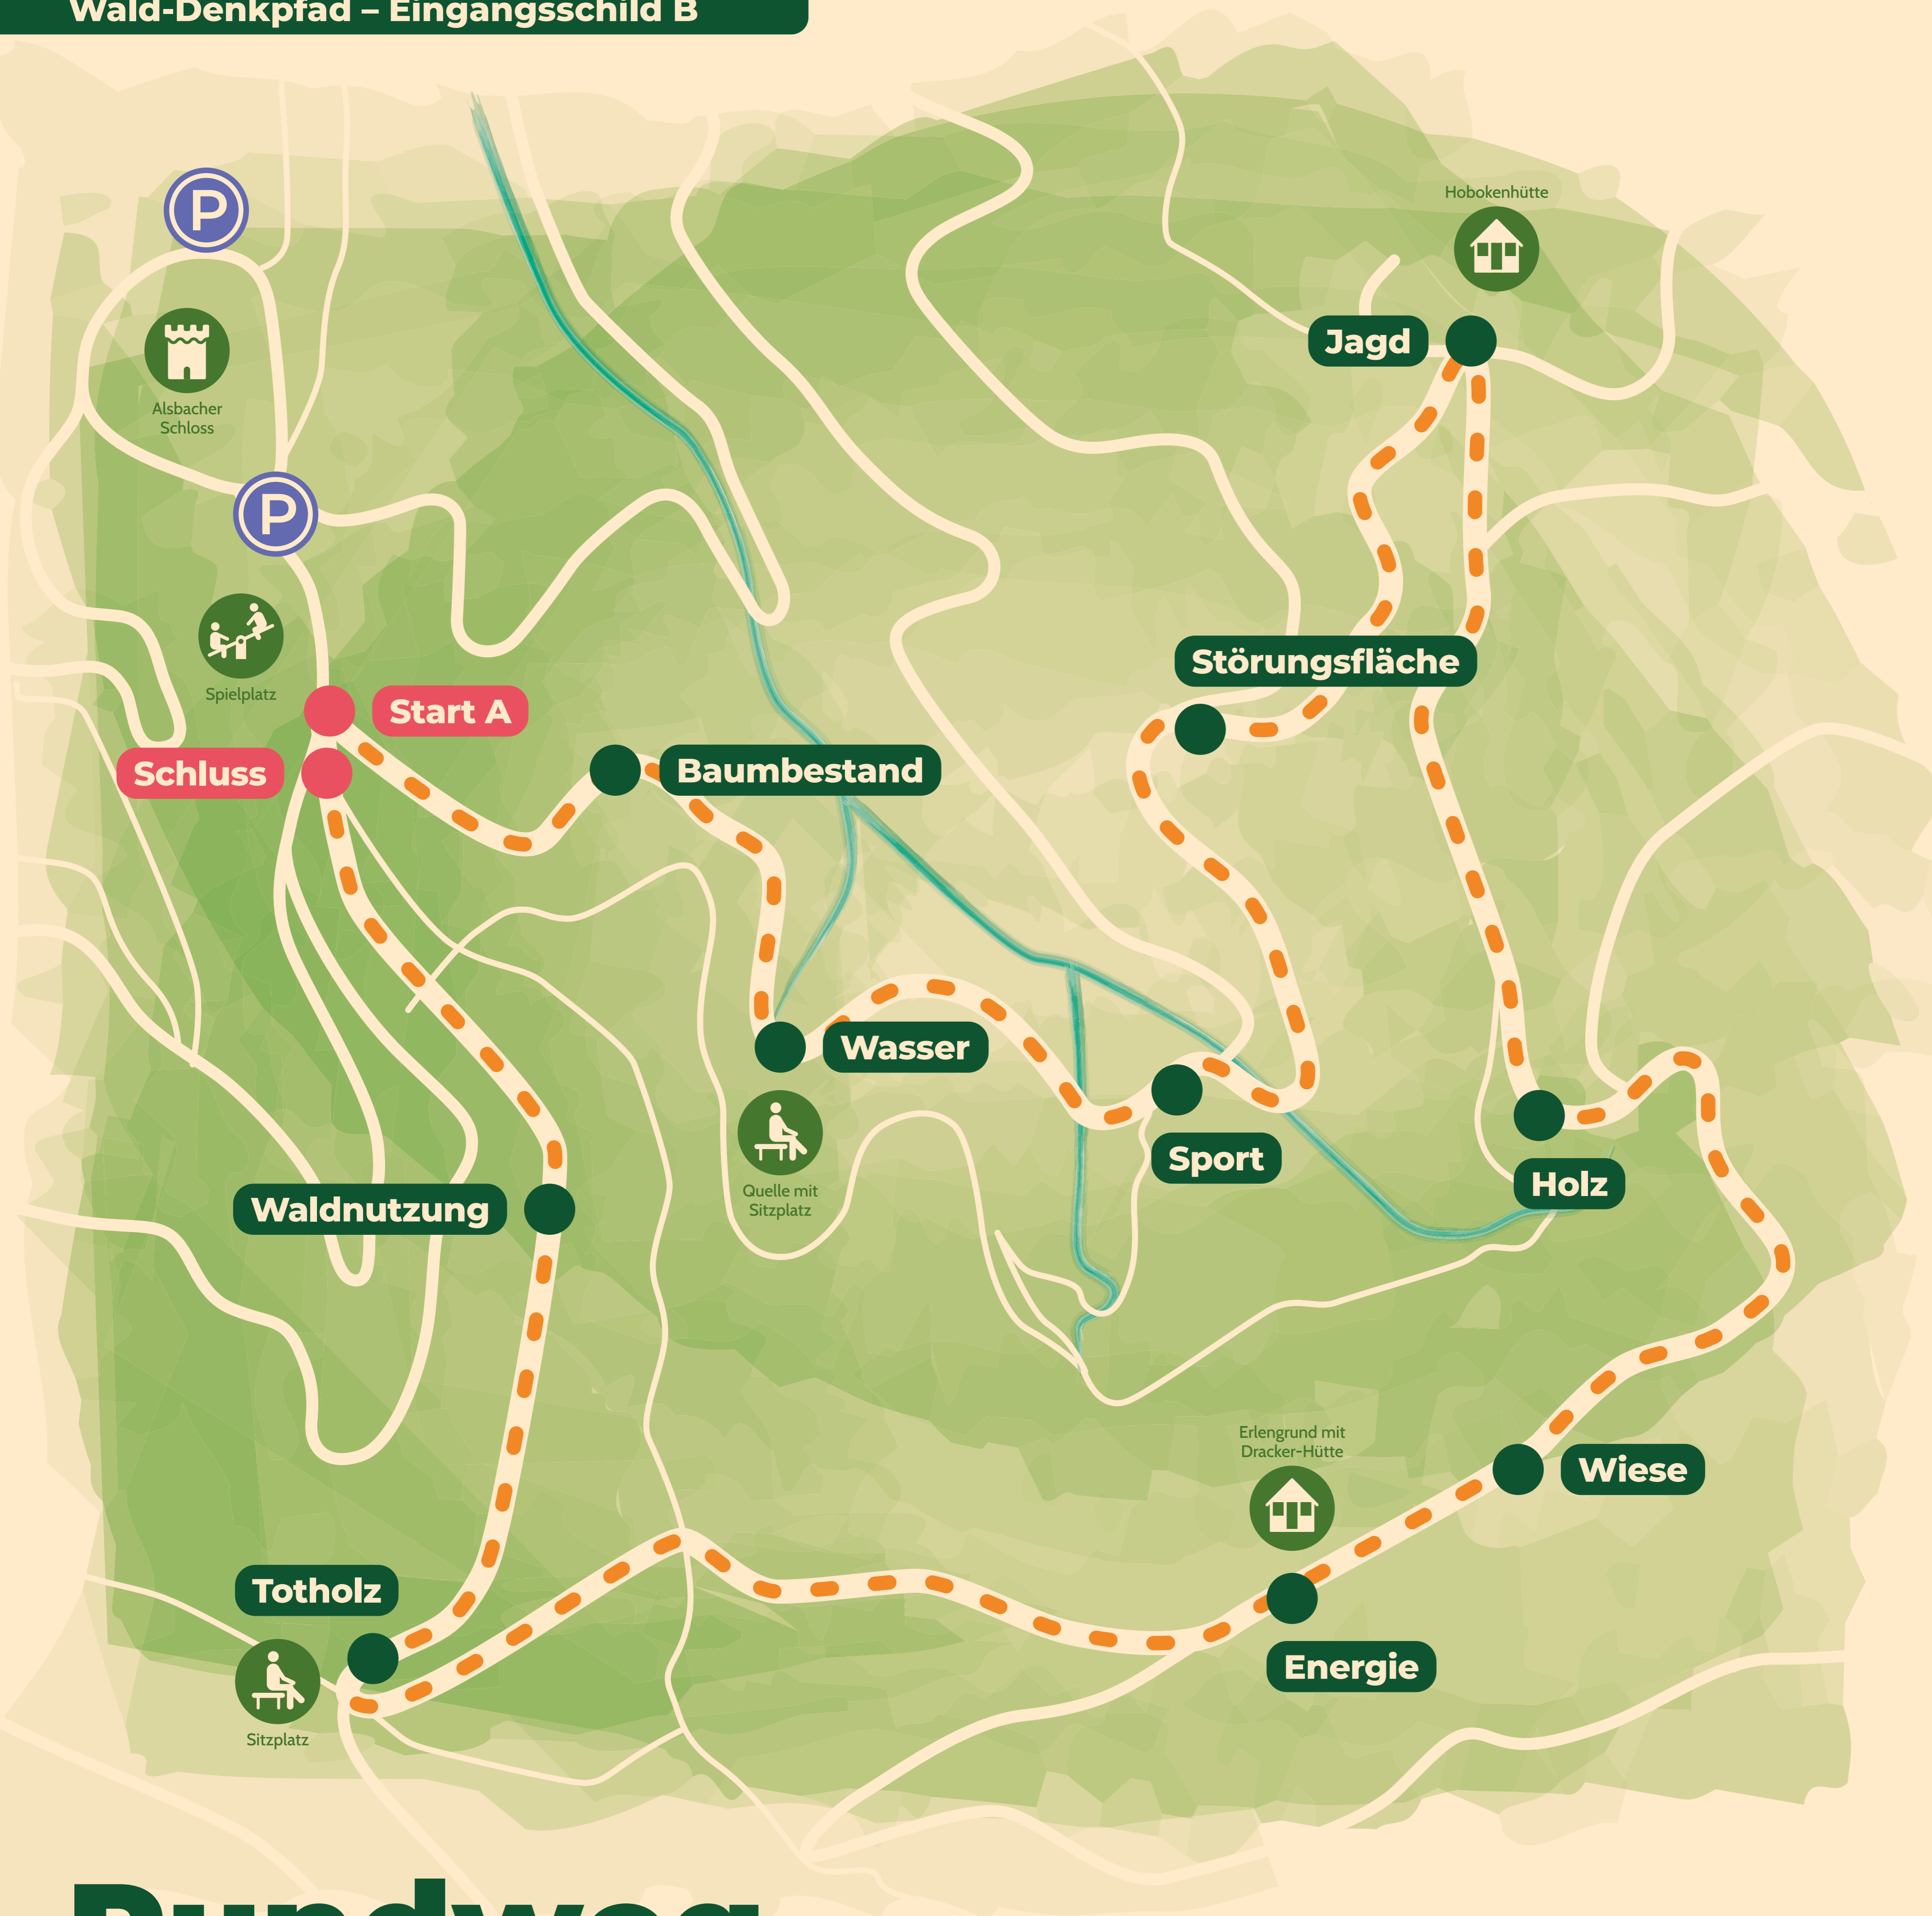 Wald-Denkpfad – Eingangsschild B
P
Hobokenhütte
Jagd
Alsbacher
Schloss
P
Störungsfläche
Spielplatz
Start A
Schluss
Baumbestand
Wasser
Sport
Holz
Quelle mit
Sitzplatz
Waldnutzung
Erlengrund mit
Dracker-Hütte
Wiese
Totholz
Energie
Sitzplatz
Rundweg